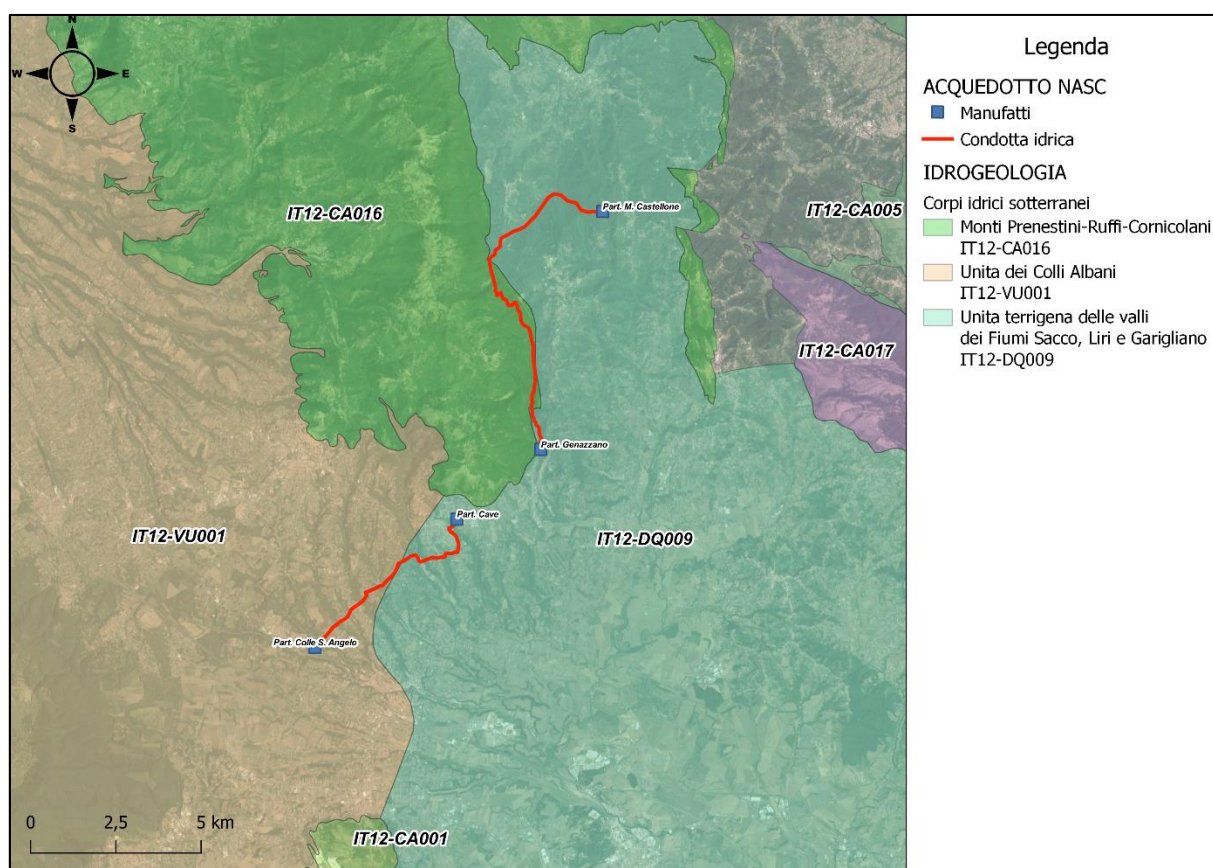 N
W E
S
IT12-CA016
Part. M. Castellone
IT12-CA005
IT12-CA017
Part. Genazzano
Part. Cave
IT12-VU001
IT12-DQ009
Part. Colle S. Angelo
IT12-CA001
0 2,5 5 km
Legenda
ACQUEDOTTO NASC
Manufatti
Condotta idrica
IDROGEOLOGIA
Corpi idrici sotterranei
Monti Prenestini-Ruffi-Cornicolani
IT12-CA016
Unita dei Colli Albani
IT12-VU001
Unita terrigena delle valli
dei Fiumi Sacco, Liri e Garigliano
IT12-DQ009